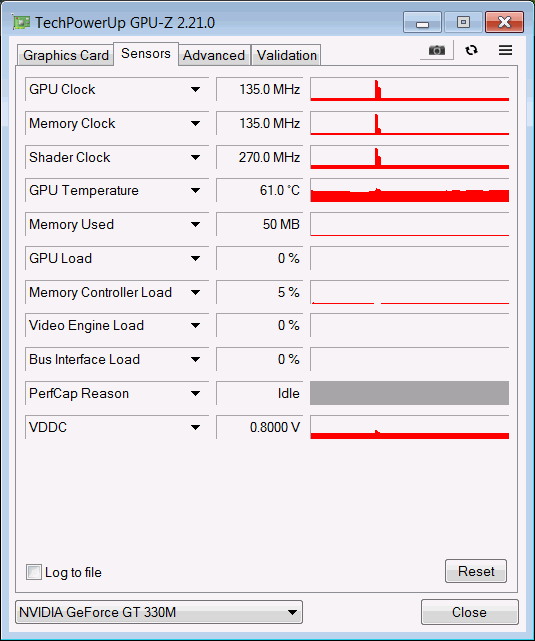 TechPowerUp GPU-Z 2.21.0
Graphics Card Sensors Advanced Validation
GPU Clock 135.0 MHz
Memory Clock 135.0 MHz
Shader Clock 270.0 MHz
GPU Temperature 61.0 °C
Memory Used 50 MB
GPU Load 0 %
Memory Controller Load 5 %
Video Engine Load 0 %
Bus Interface Load 0 %
PerfCap Reason Idle
VDDC 0.8000 V
Log to file Reset
NVIDIA GeForce GT 330M Close